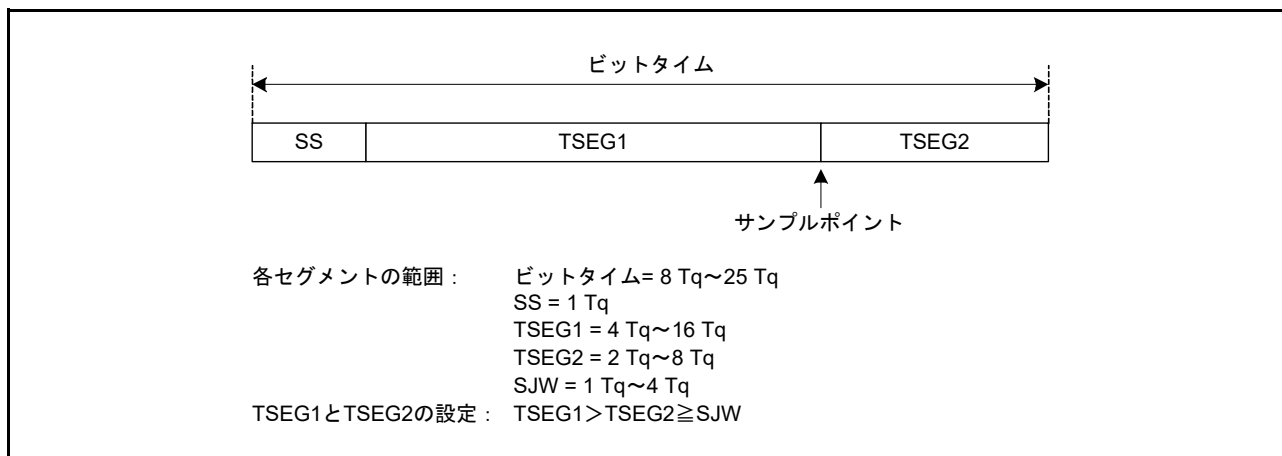 ビットタイム
SS TSEG1 TSEG2
サンプルポイント
各セグメントの範囲： ビットタイム= 8 Tq～25 Tq
SS = 1 Tq
TSEG1 = 4 Tq～16 Tq
TSEG2 = 2 Tq～8 Tq
SJW = 1 Tq～4 Tq
TSEG1とTSEG2の設定： TSEG1＞TSEG2≧SJW